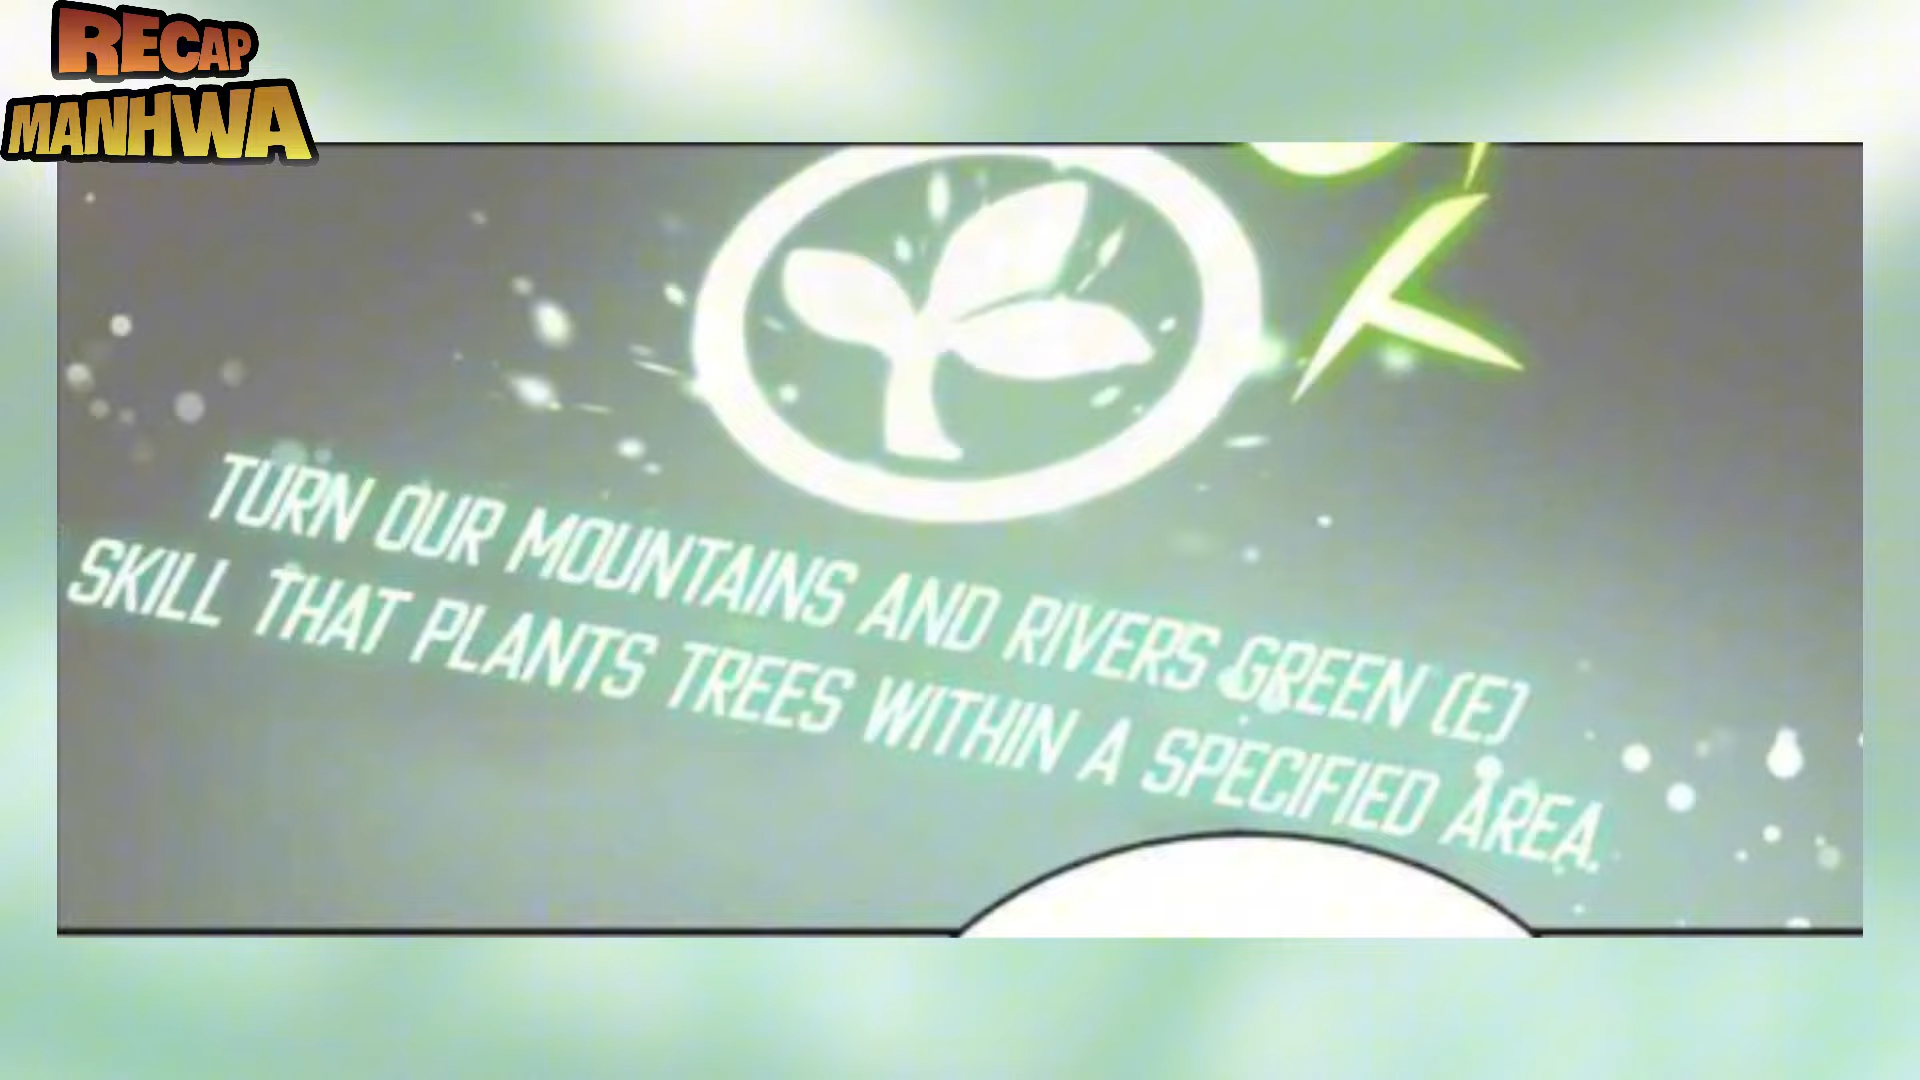 RECAP
MANHWA
TURN OUR MOUNTAINS AND RIVERS GREEN (E)
SKILL THAT PLANTS TREES WITHIN A SPECIFIED AREA.